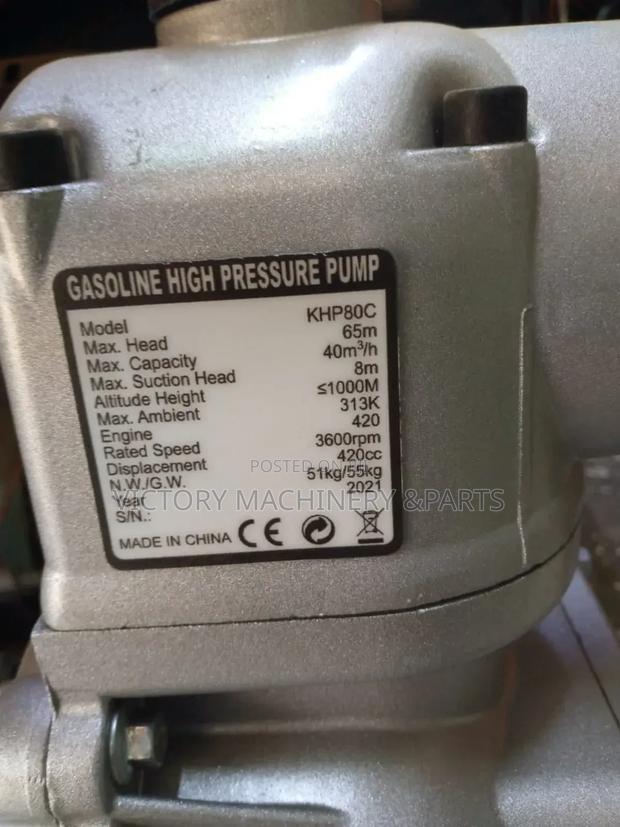 GASOLINE HIGH PRESSURE PUMP
Model KHP80C
Max. Head 65m
Max. Capacity 40m³/h
Max. Suction Head 8m
Altitude Height ≤1000M
Max. Ambient 313K
Engine 420
Rated Speed 3600rpm
Displacement 420cc
N.W./G.W. 51kg/55kg
Year 2021
S/N.:
MADE IN CHINA CE
POSTED ON
VICTORY MACHINERY &PARTS